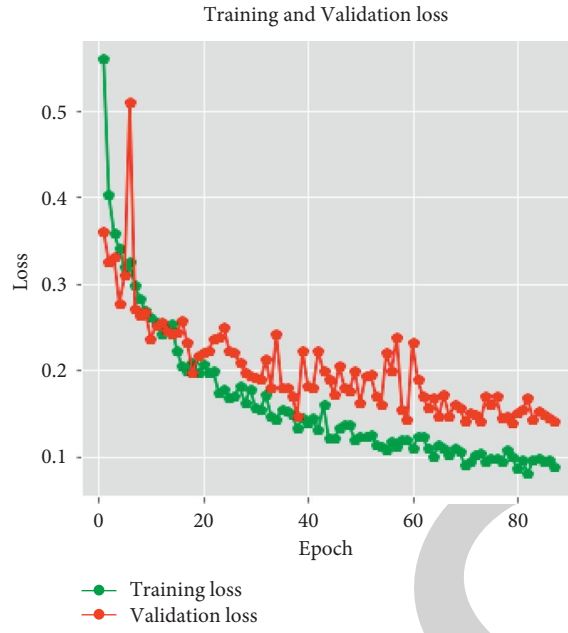 Training and Validation loss
0.5
0.4
0.3
0.2
0.1
Loss
0 20 40 60 80
Epoch
Training loss
Validation loss